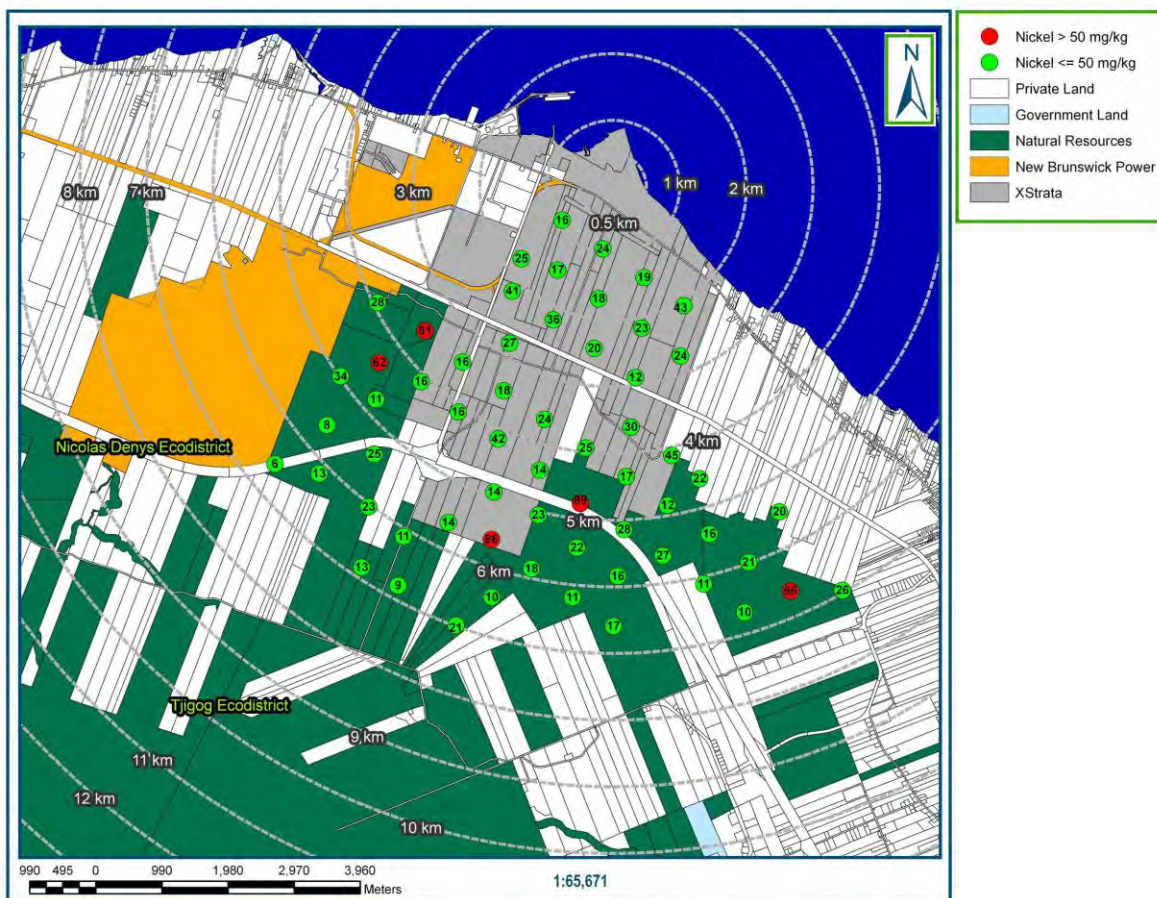 N
Nickel > 50 mg/kg
Nickel <= 50 mg/kg
Private Land
Government Land
Natural Resources
New Brunswick Power
XStrata
8 km
7 km
3 km
1 km
2 km
0.5 km
16
24
25
17
19
41
18
43
28
36
23
61
27
20
24
62
16
34
16
12
18
11
16
24
8
30
42
25
25
45
4 km
Nicolas Denys Ecodistrict
6
13
14
17
22
14
23
89
12
20
14
23
5 km
28
11
16
22
27
6 km
13
18
16
21
9
11
26
10
11
10
21
17
Tjigog Ecodistrict
9 km
11 km
12 km
10 km
990 495 0 990 1,980 2,970 3,960
Meters
1:65,671